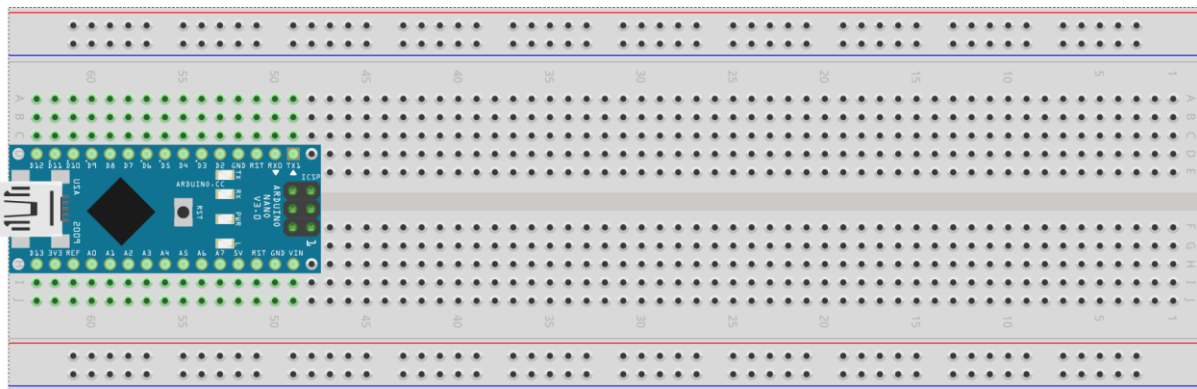 60 55 50 45 40 35 30 25 20 15 10 5 1
A A
B B
C C
D D
E
D12 D11 D10 D9 D8 D7 D6 D5 D4 D3 D2 GND RST RX0 TX1
TX
RX
PWR
L
ICSP
1
USA
2009
ARDUINO.CC
RST
ARDUINO
NANO
V3.0
D13 3V3 REF A0 A1 A2 A3 A4 A5 A6 A7 5V RST GND VIN
F
G
H
I I
J J
60 55 50 45 40 35 30 25 20 15 10 5 1